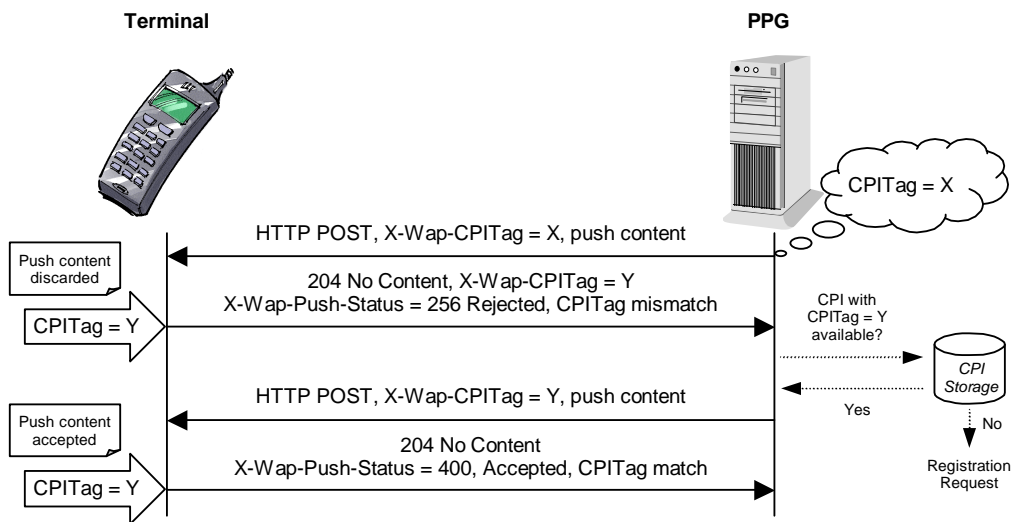 Terminal
PPG
CPITag = X
HTTP POST, X-Wap-CPITag = X, push content
Push content
discarded
204 No Content, X-Wap-CPITag = Y
X-Wap-Push-Status = 256 Rejected, CPITag mismatch
CPITag = Y
CPI with
CPITag = Y
available?
CPI
Storage
HTTP POST, X-Wap-CPITag = Y, push content
Yes
No
Push content
accepted
204 No Content
X-Wap-Push-Status = 400, Accepted, CPITag match
CPITag = Y
Registration
Request